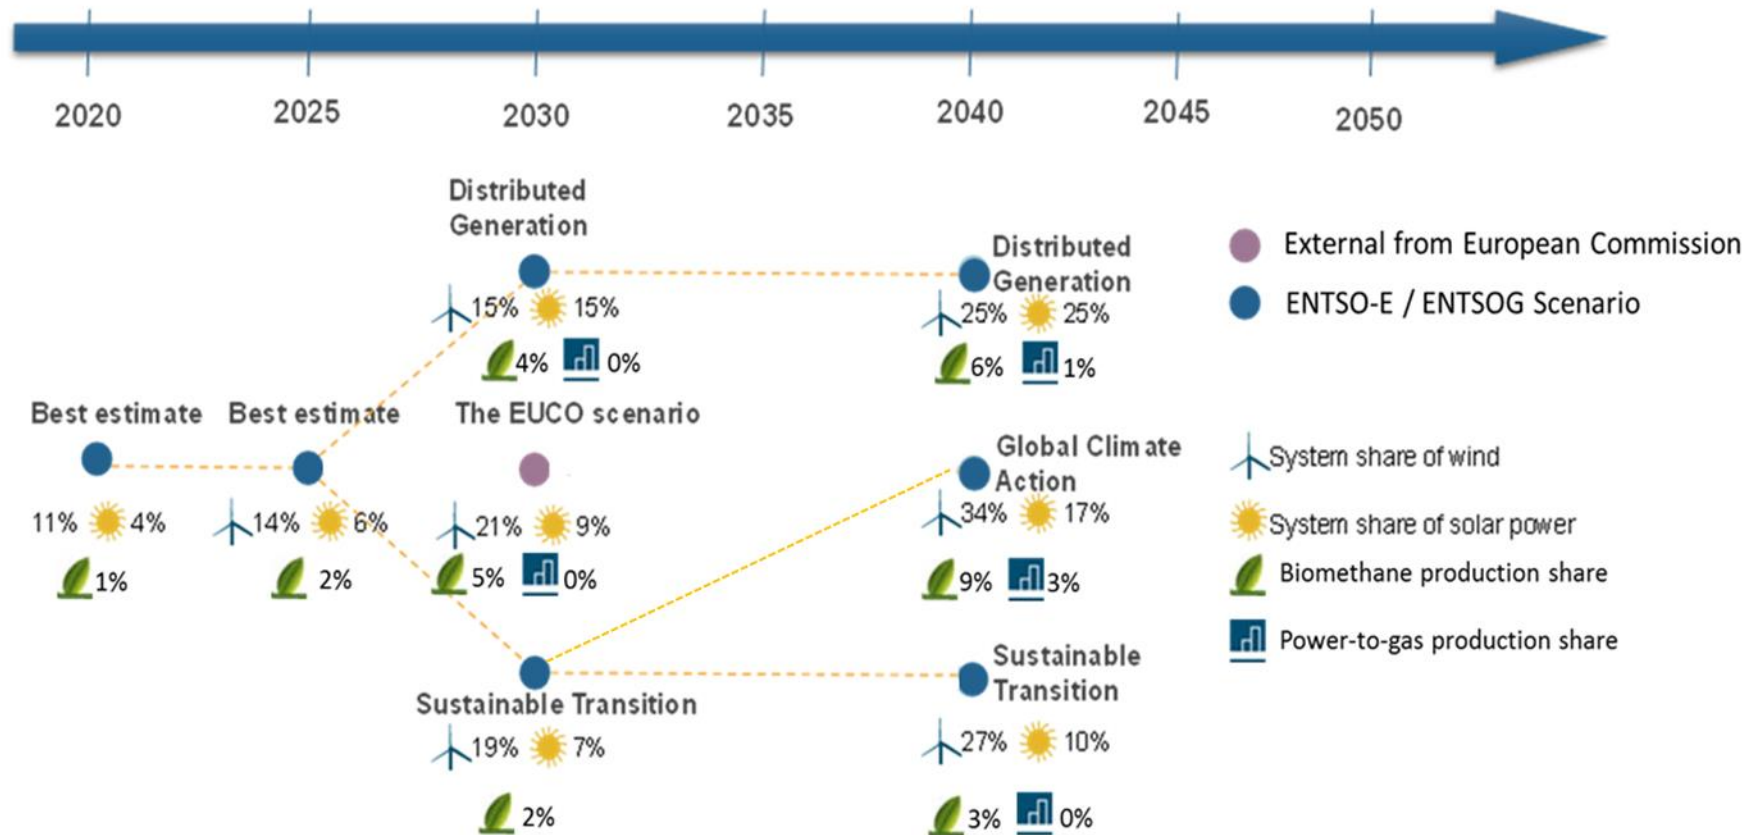 2020 2025 2030 2035 2040 2045 2050
Distributed
Generation
15% 15%
4% 0%
Distributed
Generation
25% 25%
6% 1%
External from European Commission
ENTSO-E / ENTSOG Scenario
Best estimate
11% 4%
1%
Best estimate
14% 6%
2%
The EUCO scenario
21% 9%
5% 0%
Global Climate
Action
34% 17%
9% 3%
System share of wind
System share of solar power
Biomethane production share
Power-to-gas production share
Sustainable Transition
19% 7%
2%
Sustainable
Transition
27% 10%
3% 0%